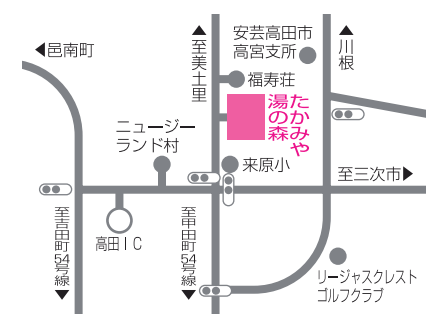 ◀邑南町
▲至美土里
安芸高田市
高宮支所
▲川根
福寿荘
たかみや
湯の森
ニュージー
ランド村
来原小
至三次市▶
至吉田町54号線▼
高田IC
至甲田町54号線▼
リージャスクレスト
ゴルフクラブ